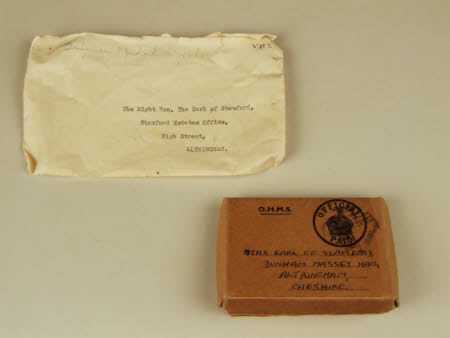 V.M.2
The Right Hon. The Earl of Stamford,
Stamford Estates Office,
High Street,
ALTRINCHAM.
O.H.M.S.
OFFICIAL
PAID
THE EARL OF STAMFORD,
DUNHAM MASSEY HALL,
ALTRINCHAM,
CHESHIRE.